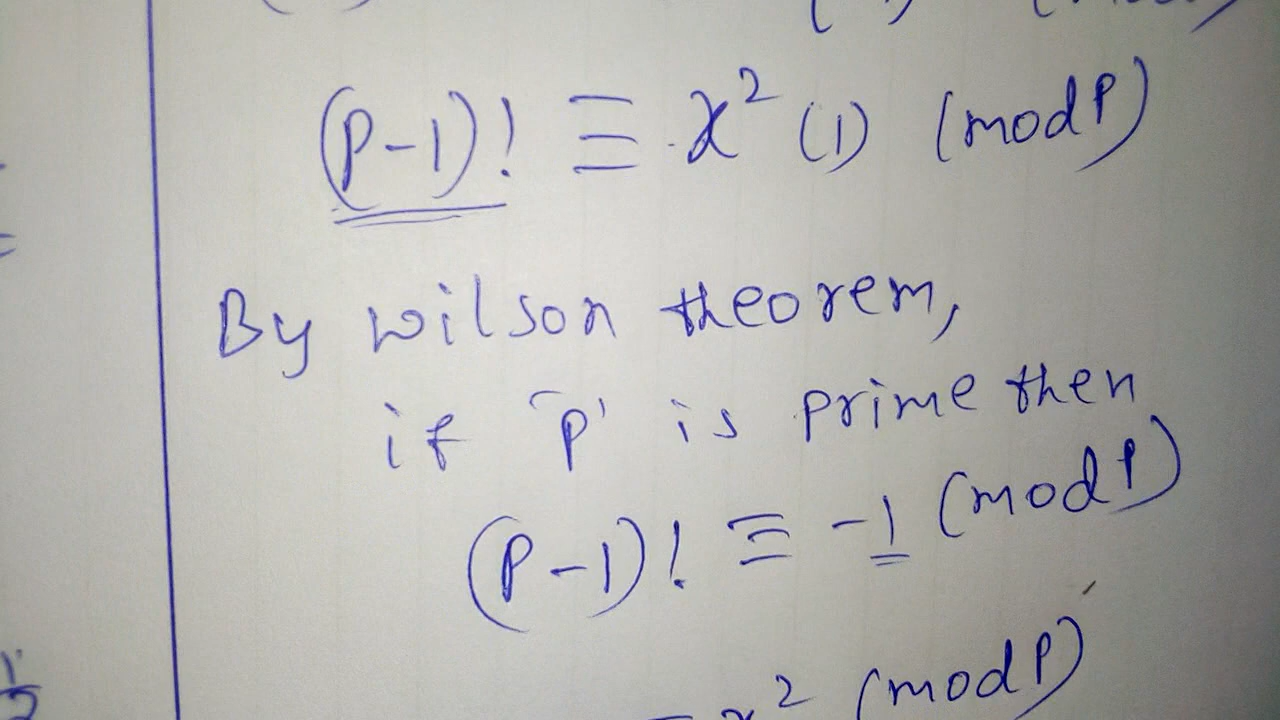 (P-1)! ≡ x² (1) (mod P)
By wilson theorem,
if 'p' is prime then
(P-1)! ≡ -1 (mod P)
x² (mod P)